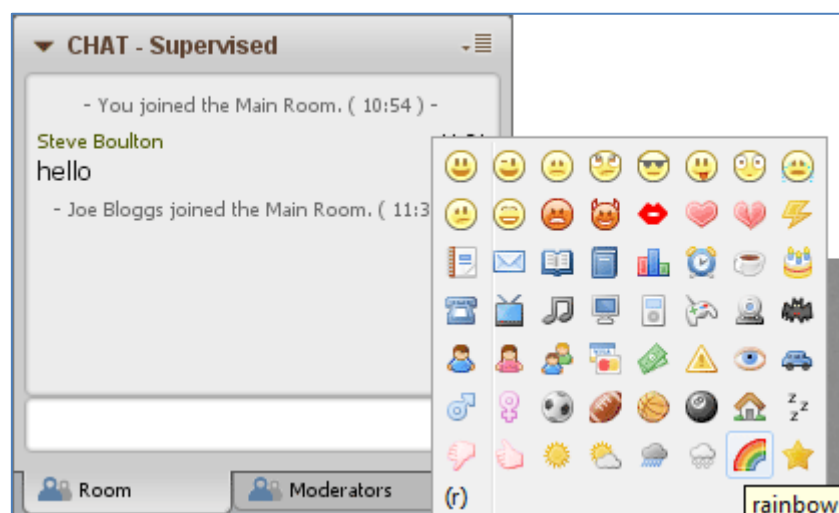 CHAT - Supervised
- You joined the Main Room. ( 10:54 ) -
Steve Boulton
hello
- Joe Bloggs joined the Main Room. ( 11:3
Room
Moderators
(r)
rainbow